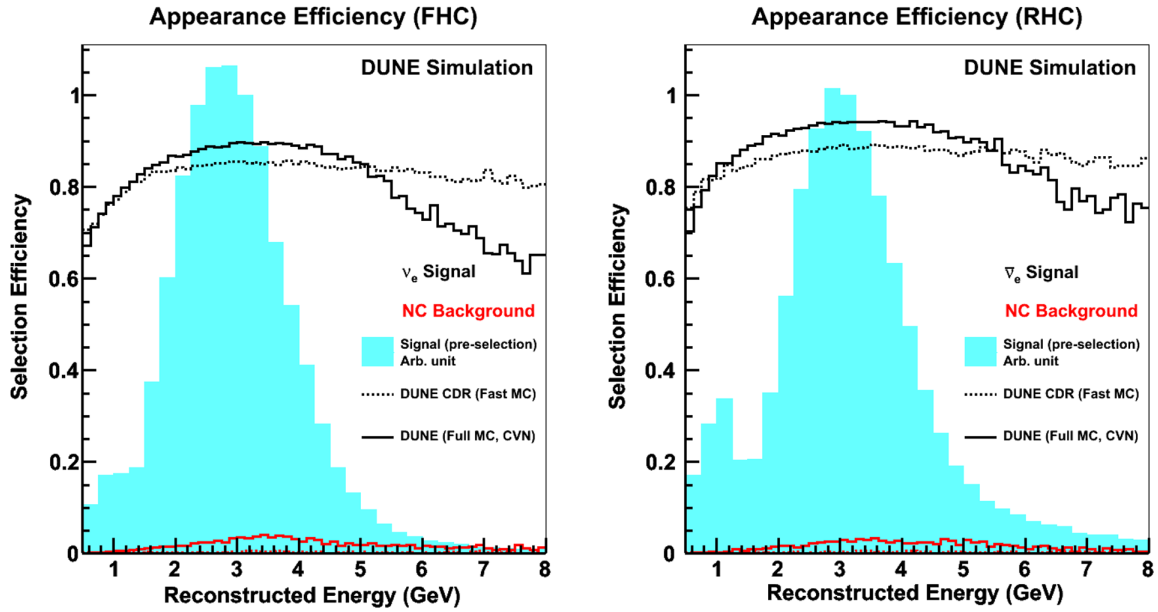 Appearance Efficiency (FHC)
DUNE Simulation
Selection Efficiency
1
0.8
0.6
0.4
0.2
0
νe Signal
NC Background
Signal (pre-selection)
Arb. unit
DUNE CDR (Fast MC)
DUNE (Full MC, CVN)
1 2 3 4 5 6 7 8
Reconstructed Energy (GeV)
Appearance Efficiency (RHC)
DUNE Simulation
Selection Efficiency
1
0.8
0.6
0.4
0.2
0
ν̅e Signal
NC Background
Signal (pre-selection)
Arb. unit
DUNE CDR (Fast MC)
DUNE (Full MC, CVN)
1 2 3 4 5 6 7 8
Reconstructed Energy (GeV)